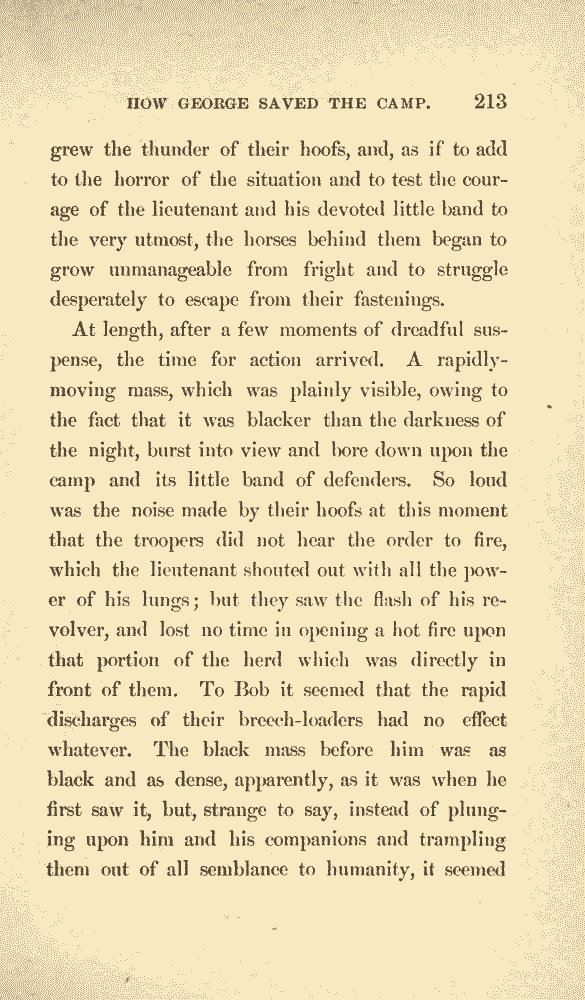 HOW GEORGE SAVED THE CAMP. 213
grew the thunder of their hoofs, and, as if to add
to the horror of the situation and to test the cour-
age of the lieutenant and his devoted little band to
the very utmost, the horses behind them began to
grow unmanageable from fright and to struggle
desperately to escape from their fastenings.
At length, after a few moments of dreadful sus-
pense, the time for action arrived. A rapidly-
moving mass, which was plainly visible, owing to
the fact that it was blacker than the darkness of
the night, burst into view and bore down upon the
camp and its little band of defenders. So loud
was the noise made by their hoofs at this moment
that the troopers did not hear the order to fire,
which the lieutenant shouted out with all the pow-
er of his lungs; but they saw the flash of his re-
volver, and lost no time in opening a hot fire upon
that portion of the herd which was directly in
front of them. To Bob it seemed that the rapid
discharges of their breech-loaders had no effect
whatever. The black mass before him was as
black and as dense, apparently, as it was when he
first saw it, but, strange to say, instead of plung-
ing upon him and his companions and trampling
them out of all semblance to humanity, it seemed